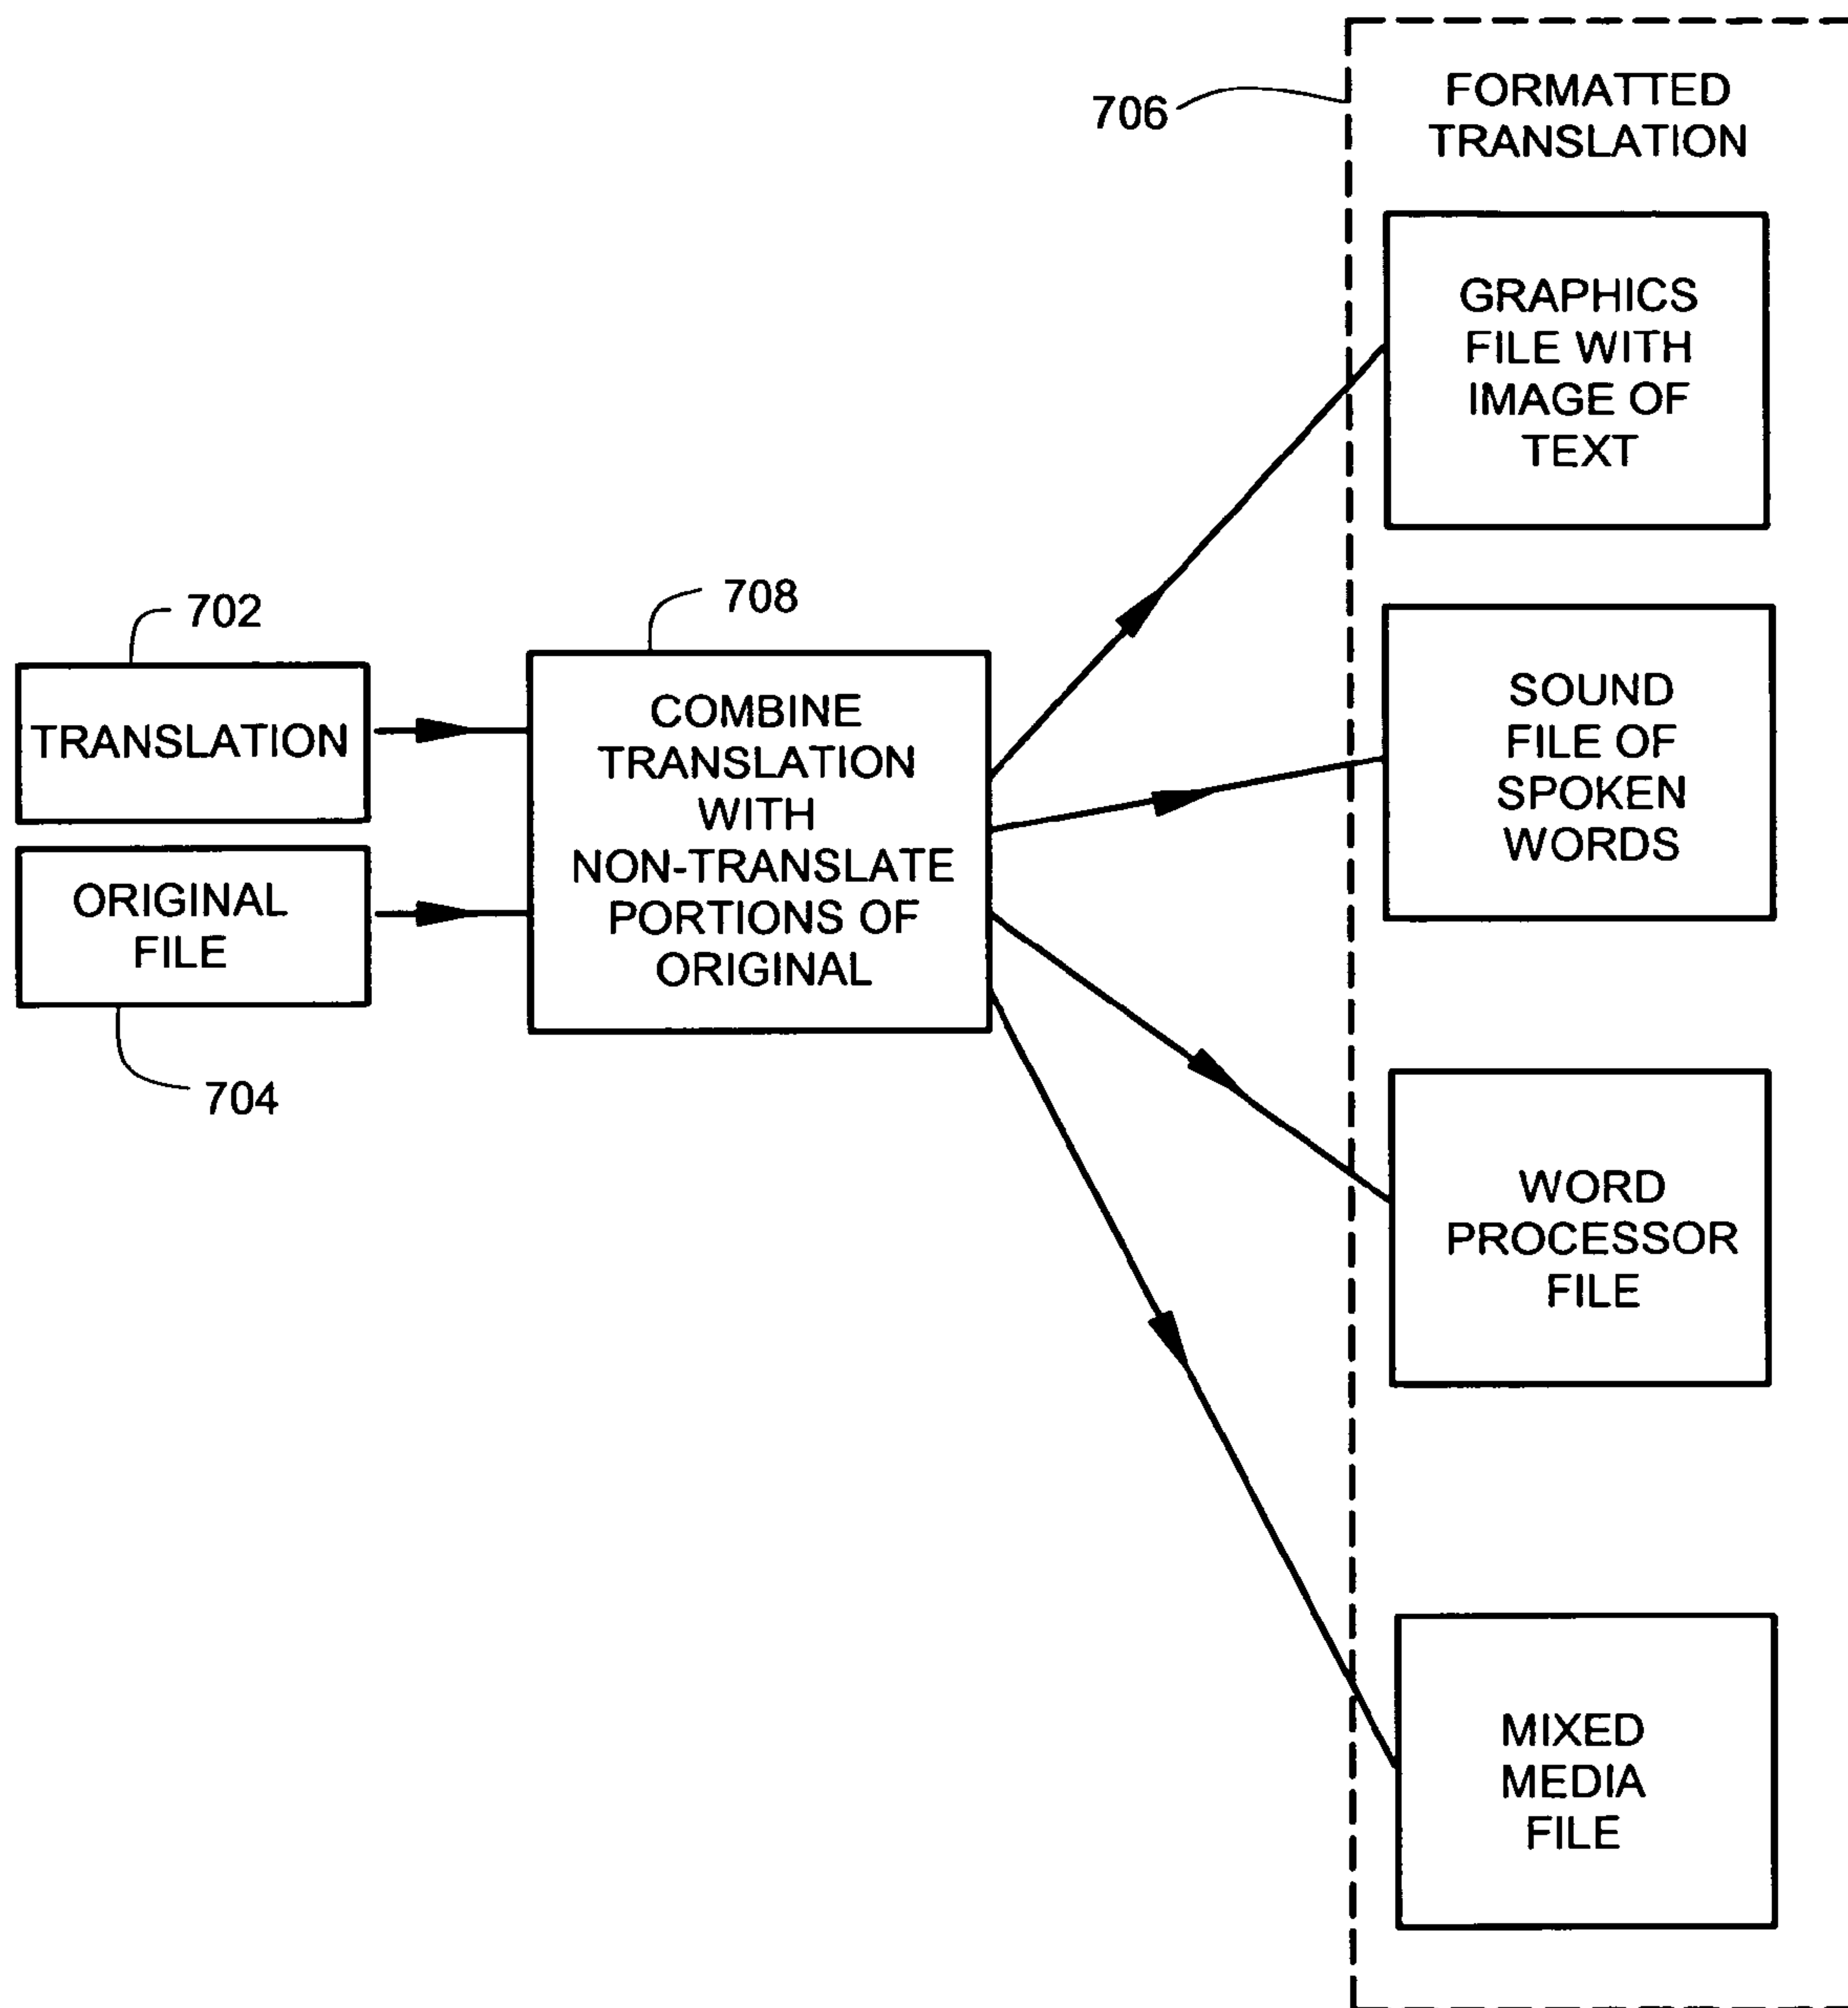 706
FORMATTED
TRANSLATION
GRAPHICS
FILE WITH
IMAGE OF
TEXT
702
TRANSLATION
ORIGINAL
FILE
704
708
COMBINE
TRANSLATION
WITH
NON-TRANSLATE
PORTIONS OF
ORIGINAL
SOUND
FILE OF
SPOKEN
WORDS
WORD
PROCESSOR
FILE
MIXED
MEDIA
FILE